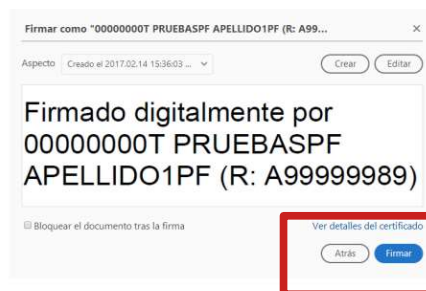 Firmar como "00000000T PRUEBASPF APELLIDO1PF (R: A99... ×
Aspecto Creado el 2017.02.14 15:36:03 ... Crear Editar
Firmado digitalmente por
00000000T PRUEBASPF
APELLIDO1PF (R: A99999989)
Bloquear el documento tras la firma Ver detalles del certificado
Atrás Firmar